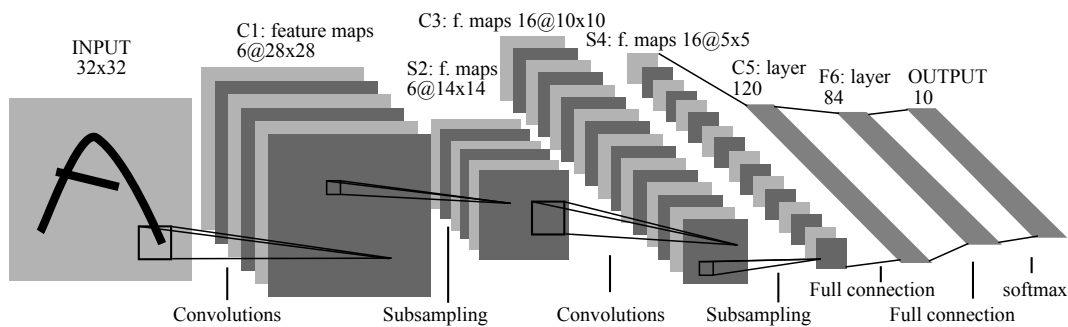 INPUT
32x32
C1: feature maps
6@28x28
S2: f. maps
6@14x14
C3: f. maps 16@10x10
S4: f. maps 16@5x5
C5: layer
120
F6: layer
84
OUTPUT
10
Convolutions
Subsampling
Convolutions
Subsampling
Full connection
Full connection
softmax